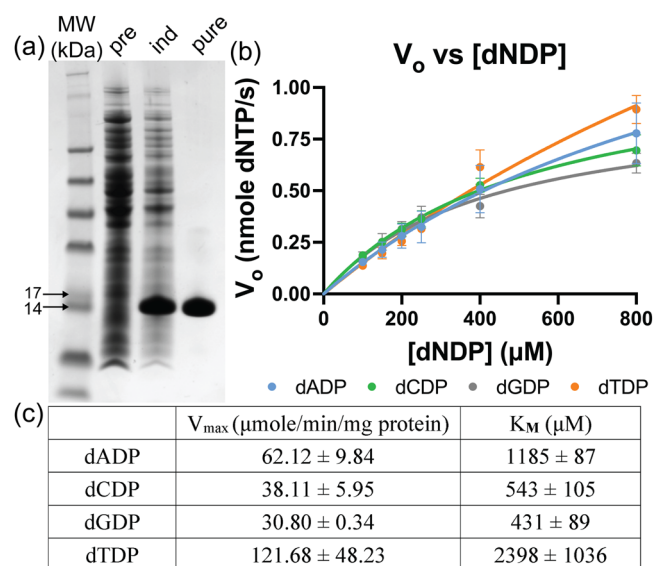 (a)
MW
(kDa)
pre
ind
pure
17
14
(b)
V₀ vs [dNDP]
V₀ (nmole dNTP/s)
1.00
0.75
0.50
0.25
0.00
0 200 400 600 800
[dNDP] (µM)
dADP dCDP dGDP dTDP
(c)
Vmax (µmole/min/mg protein) KM (µM)
dADP 62.12 ± 9.84 1185 ± 87
dCDP 38.11 ± 5.95 543 ± 105
dGDP 30.80 ± 0.34 431 ± 89
dTDP 121.68 ± 48.23 2398 ± 1036